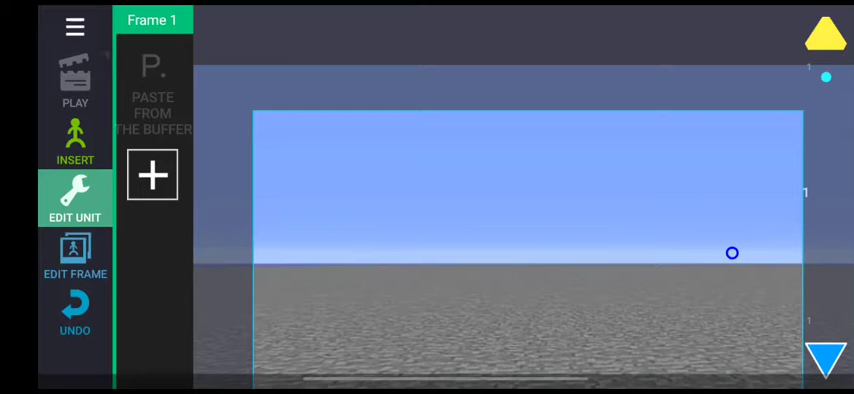 Frame 1
PLAY
INSERT
EDIT UNIT
EDIT FRAME
UNDO
P.
PASTE
FROM
THE BUFFER
1
1
1